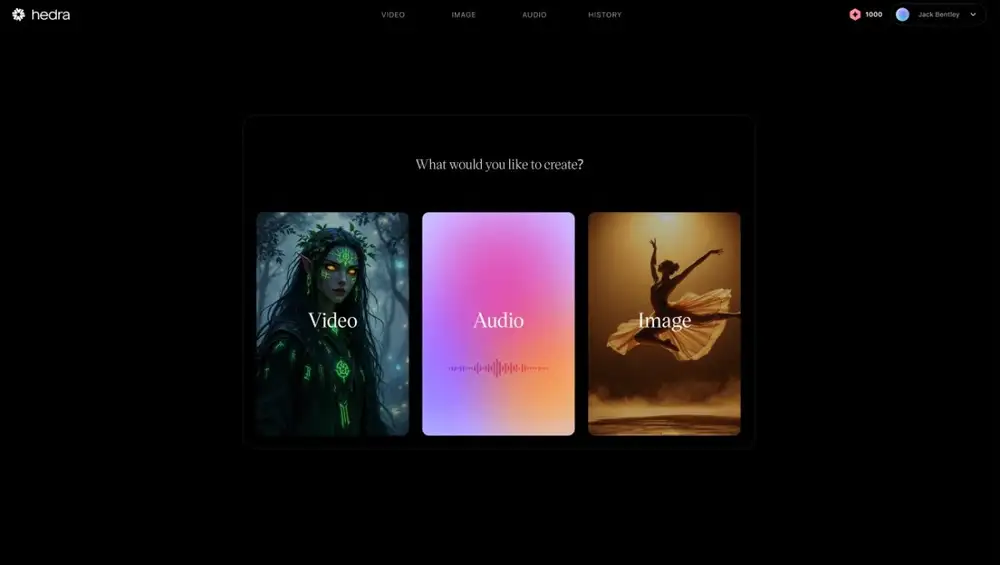 hedra
VIDEO IMAGE AUDIO HISTORY
1000 Jack Bentley
What would you like to create?
Video Audio Image